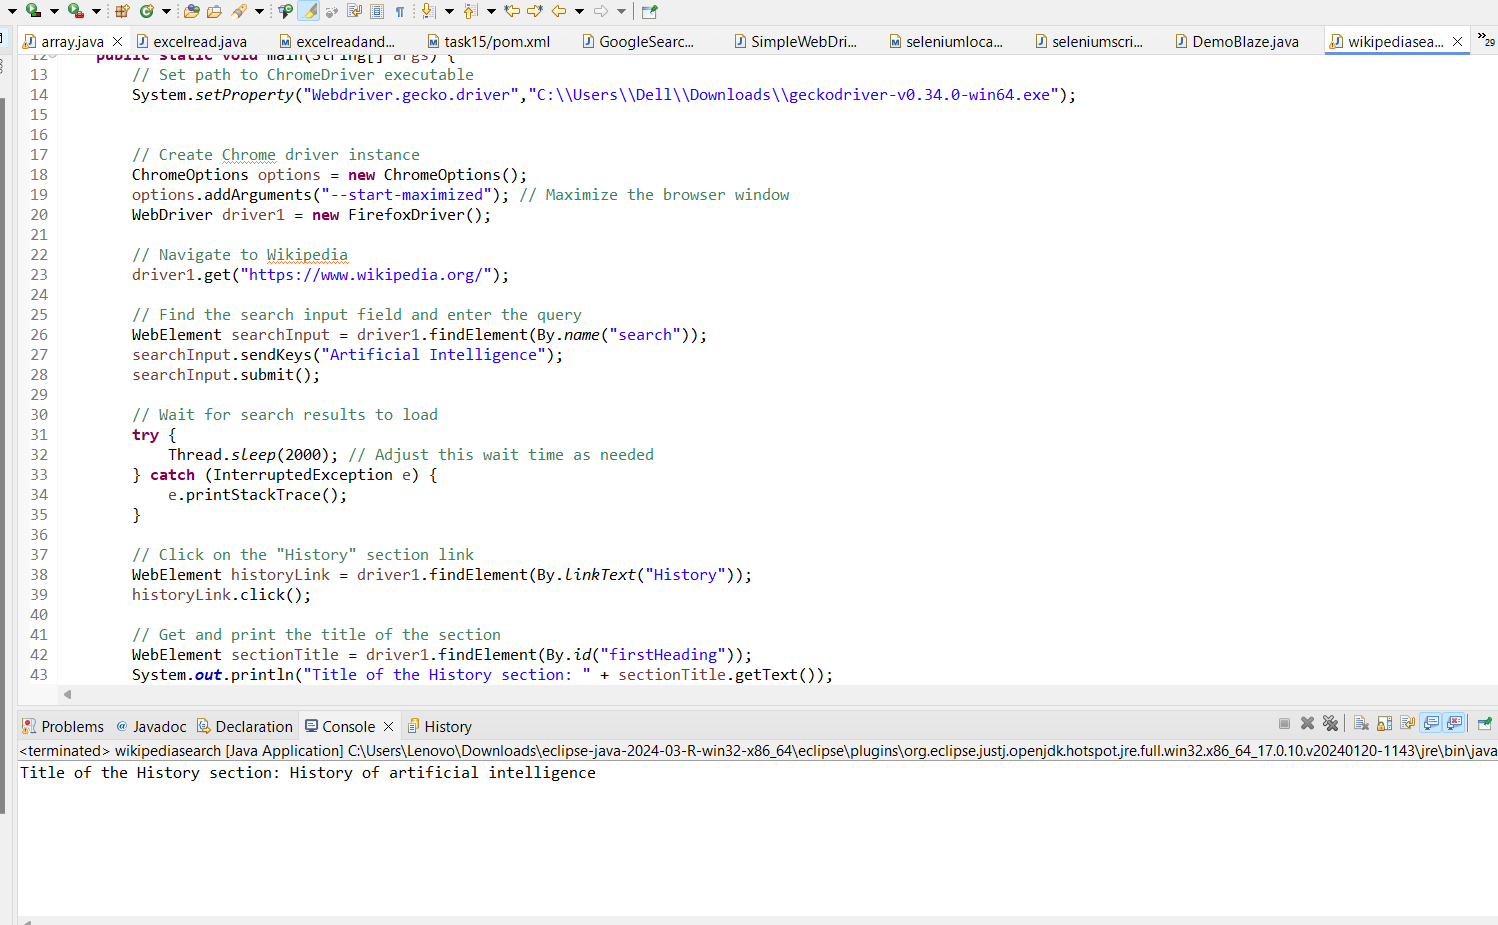 array.java excelread.java excelreadand... task15/pom.xml GoogleSearc... SimpleWebDri... seleniumloca... seleniumscri... DemoBlaze.java wikipediasea... »29
12 public static void main(String[] args) {
13 // Set path to ChromeDriver executable
14 System.setProperty("Webdriver.gecko.driver","C:\\Users\\Dell\\Downloads\\geckodriver-v0.34.0-win64.exe");
15
16
17 // Create Chrome driver instance
18 ChromeOptions options = new ChromeOptions();
19 options.addArguments("--start-maximized"); // Maximize the browser window
20 WebDriver driver1 = new FirefoxDriver();
21
22 // Navigate to Wikipedia
23 driver1.get("https://www.wikipedia.org/");
24
25 // Find the search input field and enter the query
26 WebElement searchInput = driver1.findElement(By.name("search"));
27 searchInput.sendKeys("Artificial Intelligence");
28 searchInput.submit();
29
30 // Wait for search results to load
31 try {
32 Thread.sleep(2000); // Adjust this wait time as needed
33 } catch (InterruptedException e) {
34 e.printStackTrace();
35 }
36
37 // Click on the "History" section link
38 WebElement historyLink = driver1.findElement(By.linkText("History"));
39 historyLink.click();
40
41 // Get and print the title of the section
42 WebElement sectionTitle = driver1.findElement(By.id("firstHeading"));
43 System.out.println("Title of the History section: " + sectionTitle.getText());
Problems @ Javadoc Declaration Console History
<terminated> wikipediasearch [Java Application] C:\Users\Lenovo\Downloads\eclipse-java-2024-03-R-win32-x86_64\eclipse\plugins\org.eclipse.justj.openjdk.hotspot.jre.full.win32.x86_64_17.0.10.v20240120-1143\jre\bin\java
Title of the History section: History of artificial intelligence